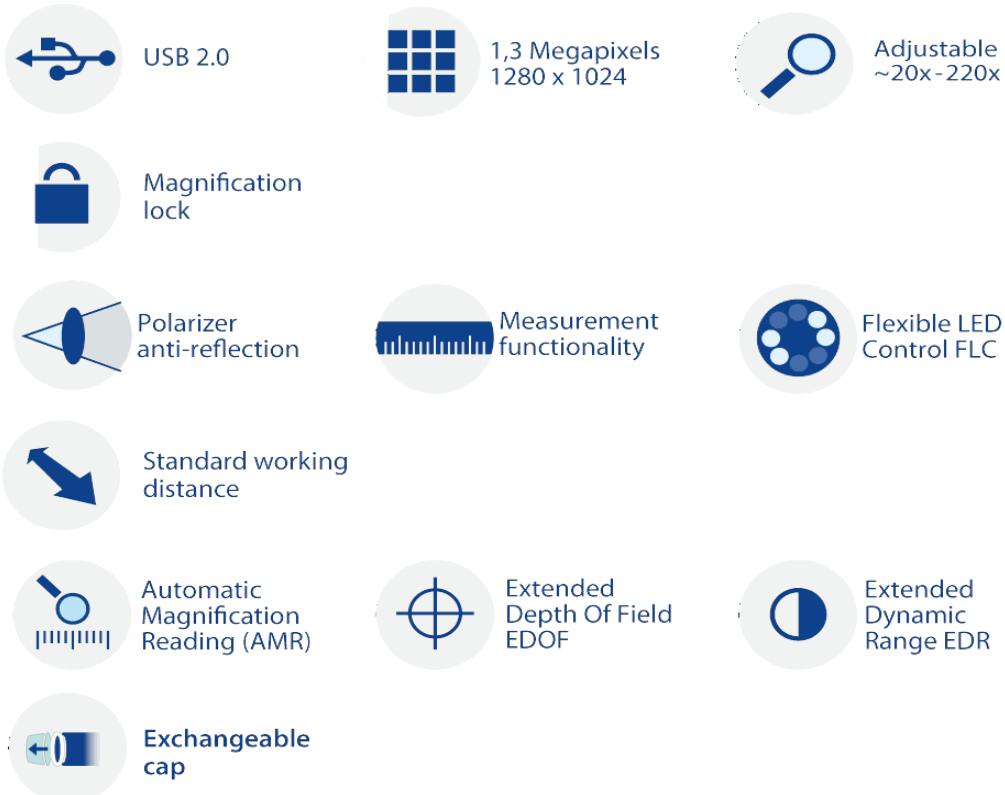 USB 2.0
1,3 Megapixels
1280 x 1024
Adjustable
~20x-220x
Magnification
lock
Polarizer
anti-reflection
Measurement
functionality
Flexible LED
Control FLC
Standard working
distance
Automatic
Magnification
Reading (AMR)
Extended
Depth Of Field
EDOF
Extended
Dynamic
Range EDR
Exchangeable
cap